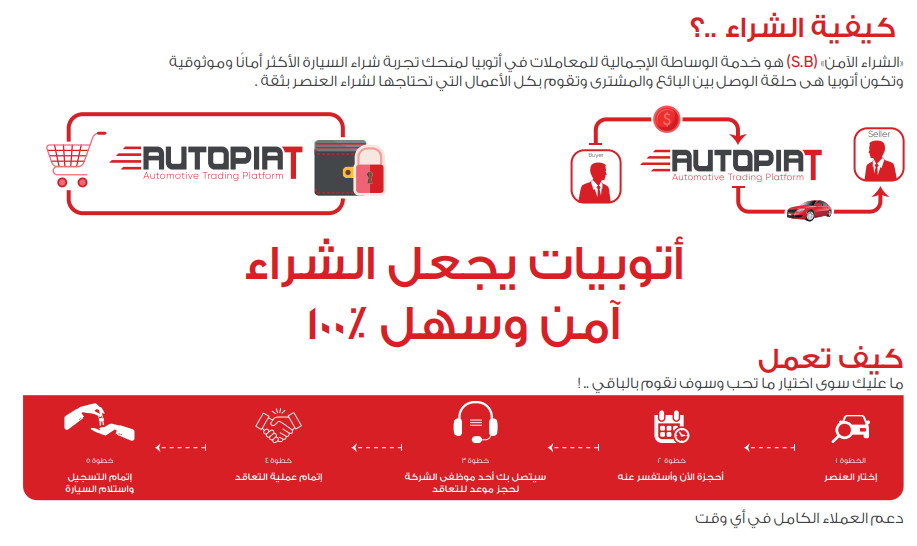 كيفية الشراء ..؟
«الشراء الآمن» (S.B) هو خدمة الوساطة الإجمالية للمعاملات في أتوبيا لمنحك تجربة شراء السيارة الأكثر أمانًا وموثوقية
وتكون أتوبيا هى حلقة الوصل بين البائع والمشترى وتقوم بكل الأعمال التي تحتاجها لشراء العنصر بثقة .
Seller
Buyer
$
AUTOPIAT
Automotive Trading Platform
AUTOPIAT
Automotive Trading Platform
أتوبيات يجعل الشراء
آمن وسهل ١٠٠٪
كيف تعمل
ما عليك سوى اختيار ما تحب وسوف نقوم بالباقي .. !
الخطوة ١
إختار العنصر
خطوة ٢
أحجزة الأن وأستفسر عنه
خطوة ٣
سيتصل بك أحد موظفى الشركة
لحجز موعد للتعاقد
خطوة ٤
إتمام عملية التعاقد
خطوة ٥
إتمام التسجيل
واستلام السيارة
دعم العملاء الكامل في أي وقت